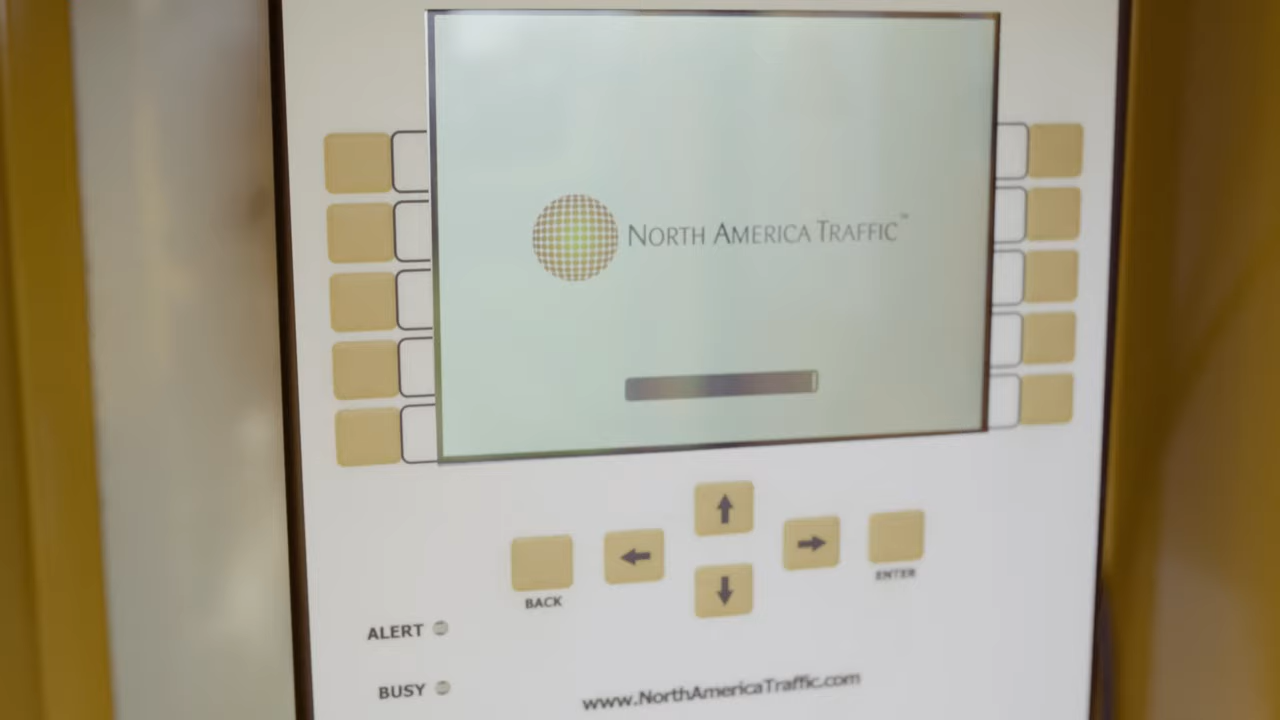 NORTH AMERICA TRAFFIC™
BACK
ENTER
ALERT
BUSY
www.NorthAmericaTraffic.com